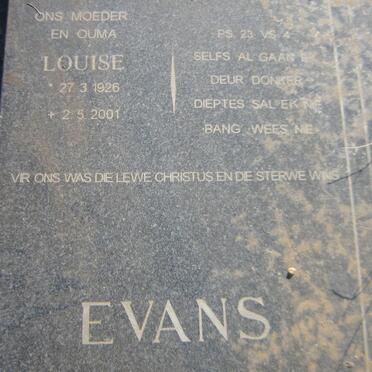 ONS MOEDER
EN OUMA
LOUISE
* 27.3.1926
+ 2.5.2001
PS. 23 VS 4
SELFS AL GAAN EK
DEUR DONKER
DIEPTES SAL EK NIE
BANG WEES NIE
VIR ONS WAS DIE LEWE CHRISTUS EN DIE STERWE WINS
EVANS